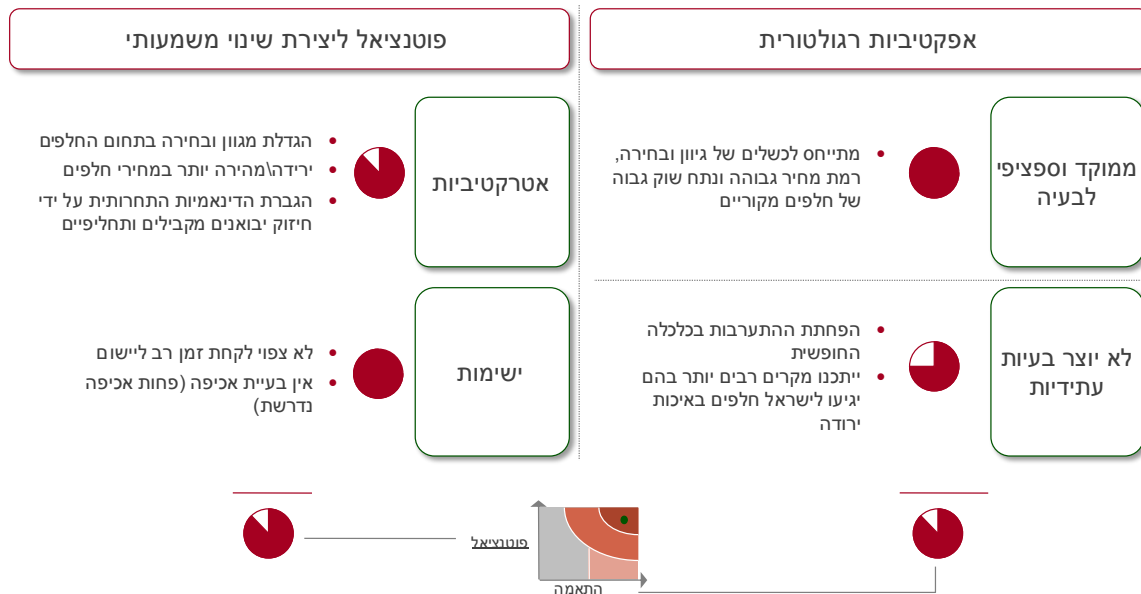 אפקטיביות רגולטורית
פוטנציאל ליצירת שינוי משמעותי
ממוקד וספציפי
לבעיה
• מתייחס לכשלים של גיוון ובחירה,
רמת מחיר גבוהה ונתח שוק גבוה
של חלפים מקוריים
אטרקטיביות
• הגדלת מגוון ובחירה בתחום החלפים
• ירידה\מהירה יותר במחירי חלפים
• הגברת הדינאמיות התחרותית על ידי
חיזוק יבואנים מקבילים ותחליפיים
לא יוצר בעיות
עתידיות
• הפחתת ההתערבות בכלכלה
החופשית
• ייתכנו מקרים רבים יותר בהם
יגיעו לישראל חלפים באיכות
ירודה
ישימות
• לא צפוי לקחת זמן רב ליישום
• אין בעיית אכיפה (פחות אכיפה
נדרשת)
פוטנציאל
התאמה